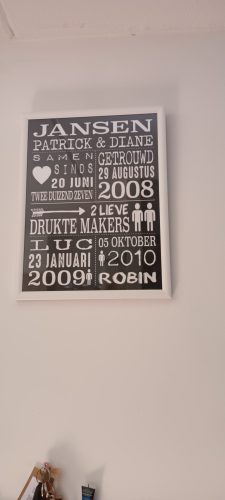 JANSEN
PATRICK & DIANE
SAMEN
SINDS
20 JUNI
TWEE DUIZEND ZEVEN
GETROUWD
29 AUGUSTUS
2008
2 LIEVE
DRUKTE MAKERS
LUC
23 JANUARI
2009
05 OKTOBER
2010
ROBIN